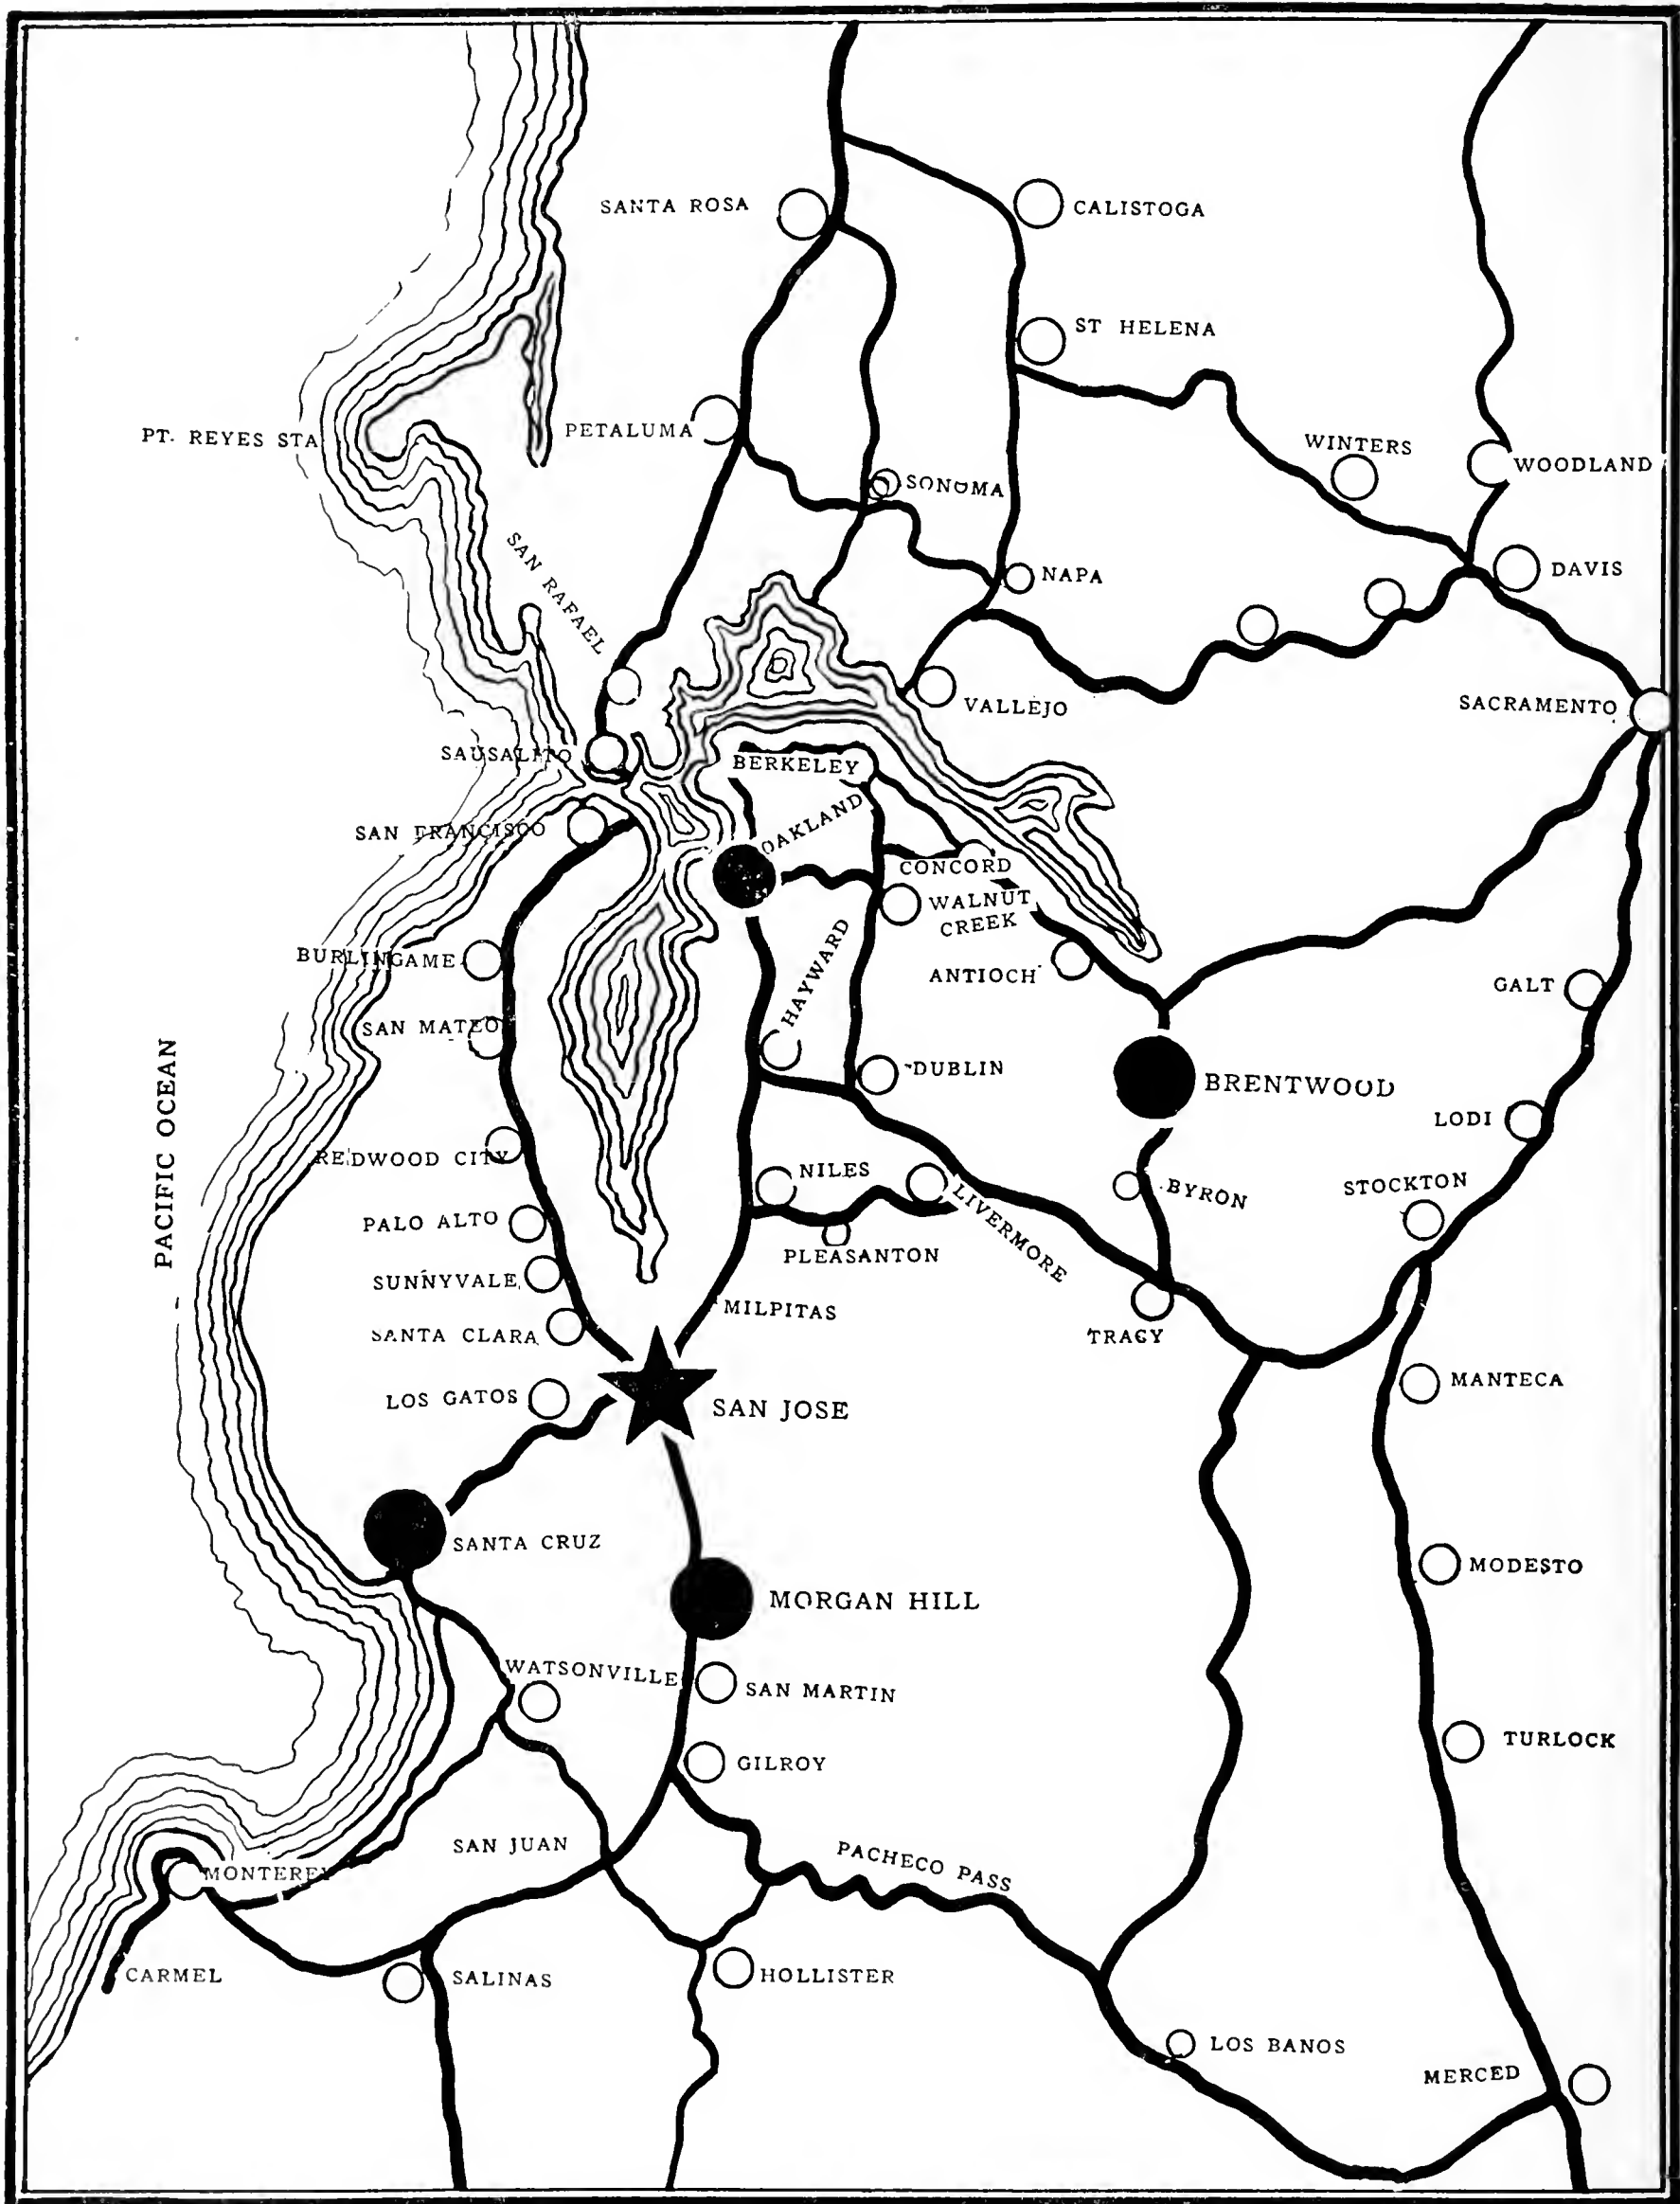 SANTA ROSA
CALISTOGA
ST HELENA
PT. REYES STA
PETALUMA
WINTERS
WOODLAND
SONOMA
SAN RAFAEL
NAPA
DAVIS
VALLEJO
SACRAMENTO
SAUSALITO
BERKELEY
SAN FRANCISCO
OAKLAND
CONCORD
WALNUT
CREEK
BURLINGAME
HAYWARD
ANTIOCH
GALT
SAN MATEO
PACIFIC OCEAN
DUBLIN
BRENTWOOD
LODI
REDWOOD CITY
NILES
BYRON
STOCKTON
PALO ALTO
LIVERMORE
PLEASANTON
SUNNYVALE
MILPITAS
SANTA CLARA
TRACY
LOS GATOS
SAN JOSE
MANTECA
SANTA CRUZ
MODESTO
MORGAN HILL
WATSONVILLE
SAN MARTIN
TURLOCK
GILROY
SAN JUAN
PACHECO PASS
MONTEREY
CARMEL
SALINAS
HOLLISTER
LOS BANOS
MERCED